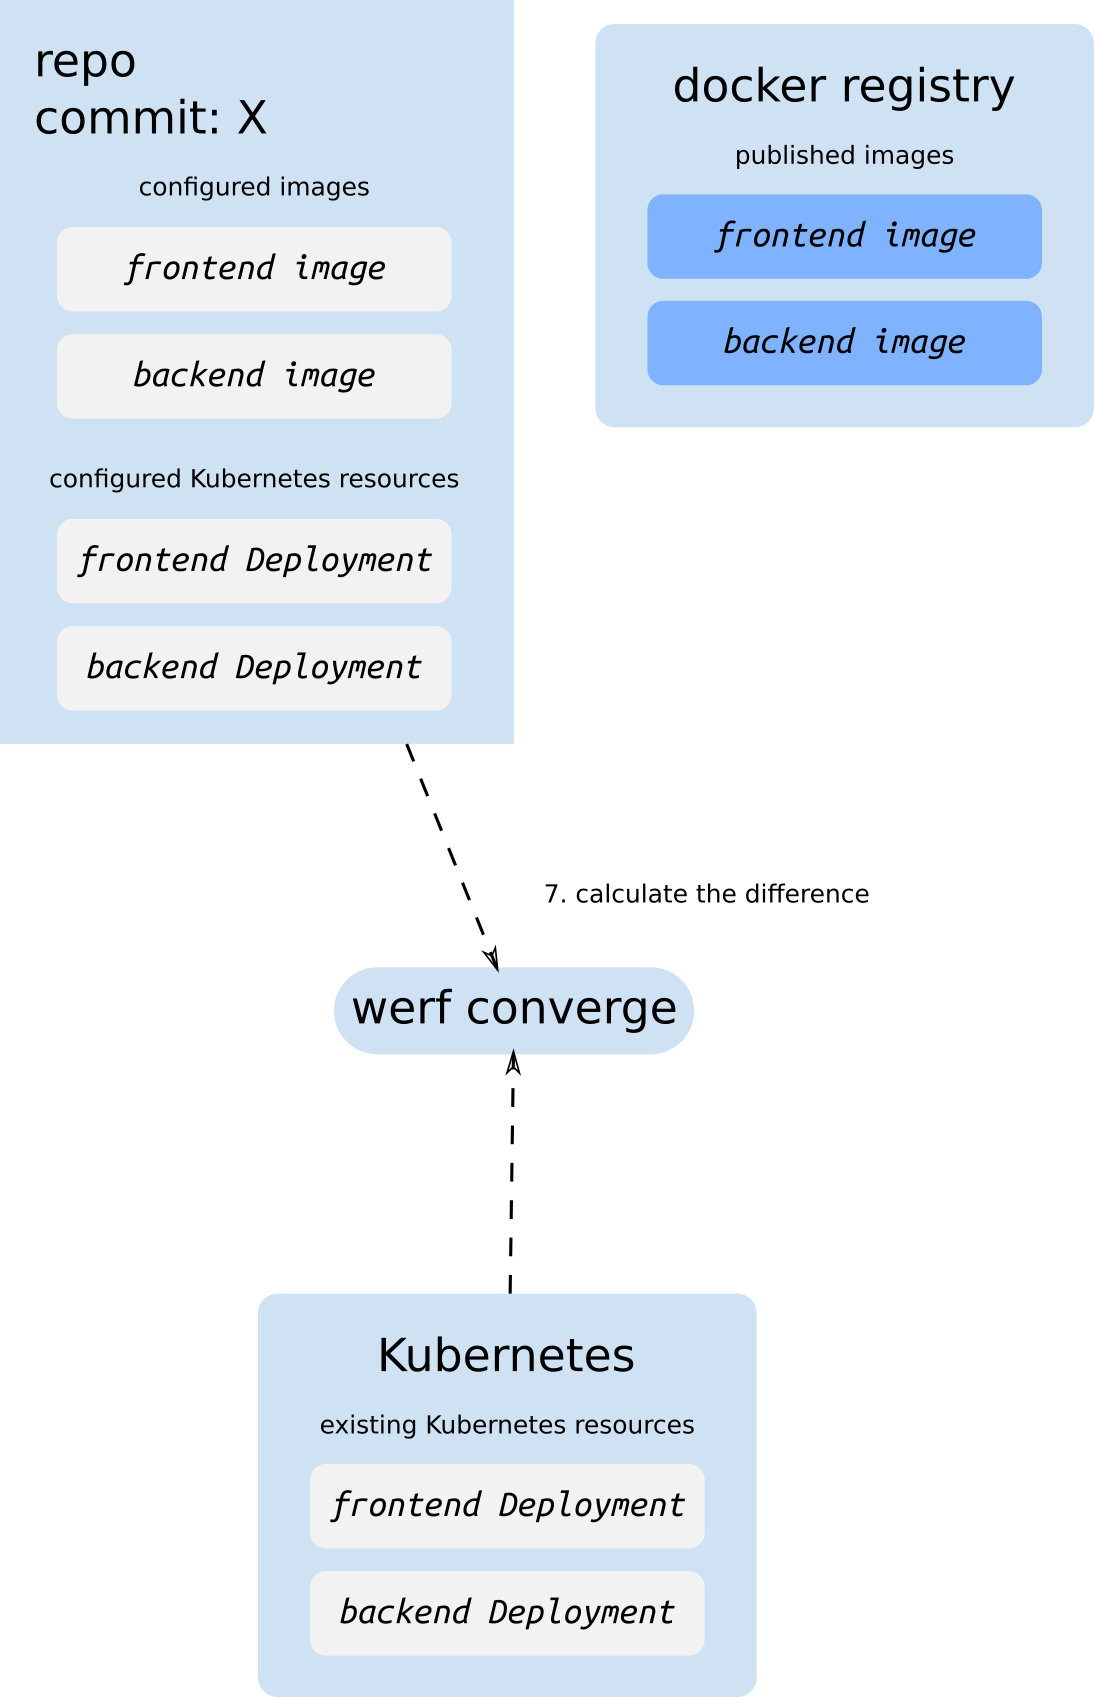 repo
commit: X
configured images
frontend image
backend image
configured Kubernetes resources
frontend Deployment
backend Deployment
docker registry
published images
frontend image
backend image
7. calculate the difference
werf converge
Kubernetes
existing Kubernetes resources
frontend Deployment
backend Deployment